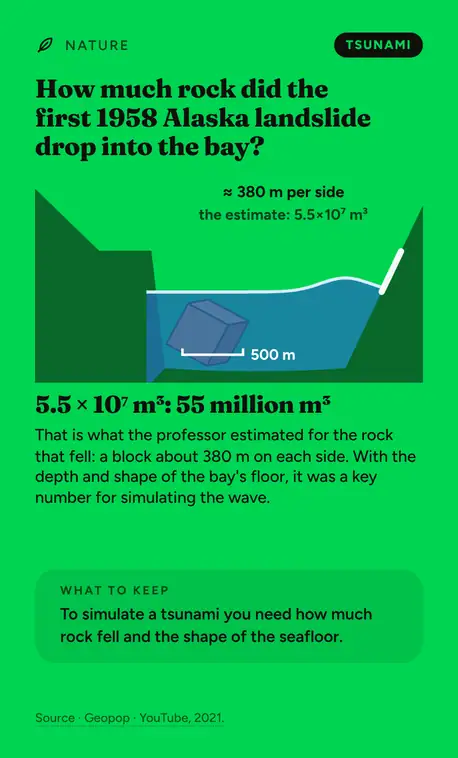 NATURE
TSUNAMI
How much rock did the
first 1958 Alaska landslide
drop into the bay?
≈ 380 m per side
the estimate: 5.5×10⁷ m³
500 m
5.5 × 10⁷ m³: 55 million m³
That is what the professor estimated for the rock
that fell: a block about 380 m on each side. With the
depth and shape of the bay's floor, it was a key
number for simulating the wave.
WHAT TO KEEP
To simulate a tsunami you need how much
rock fell and the shape of the seafloor.
Source · Geopop · YouTube, 2021.